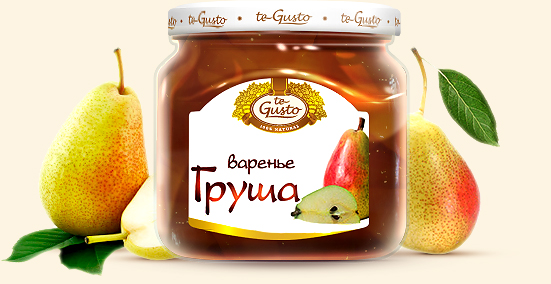 te Gusto • te Gusto • te Gusto
te
Gusto
100% NATURAL
варенье
Груша